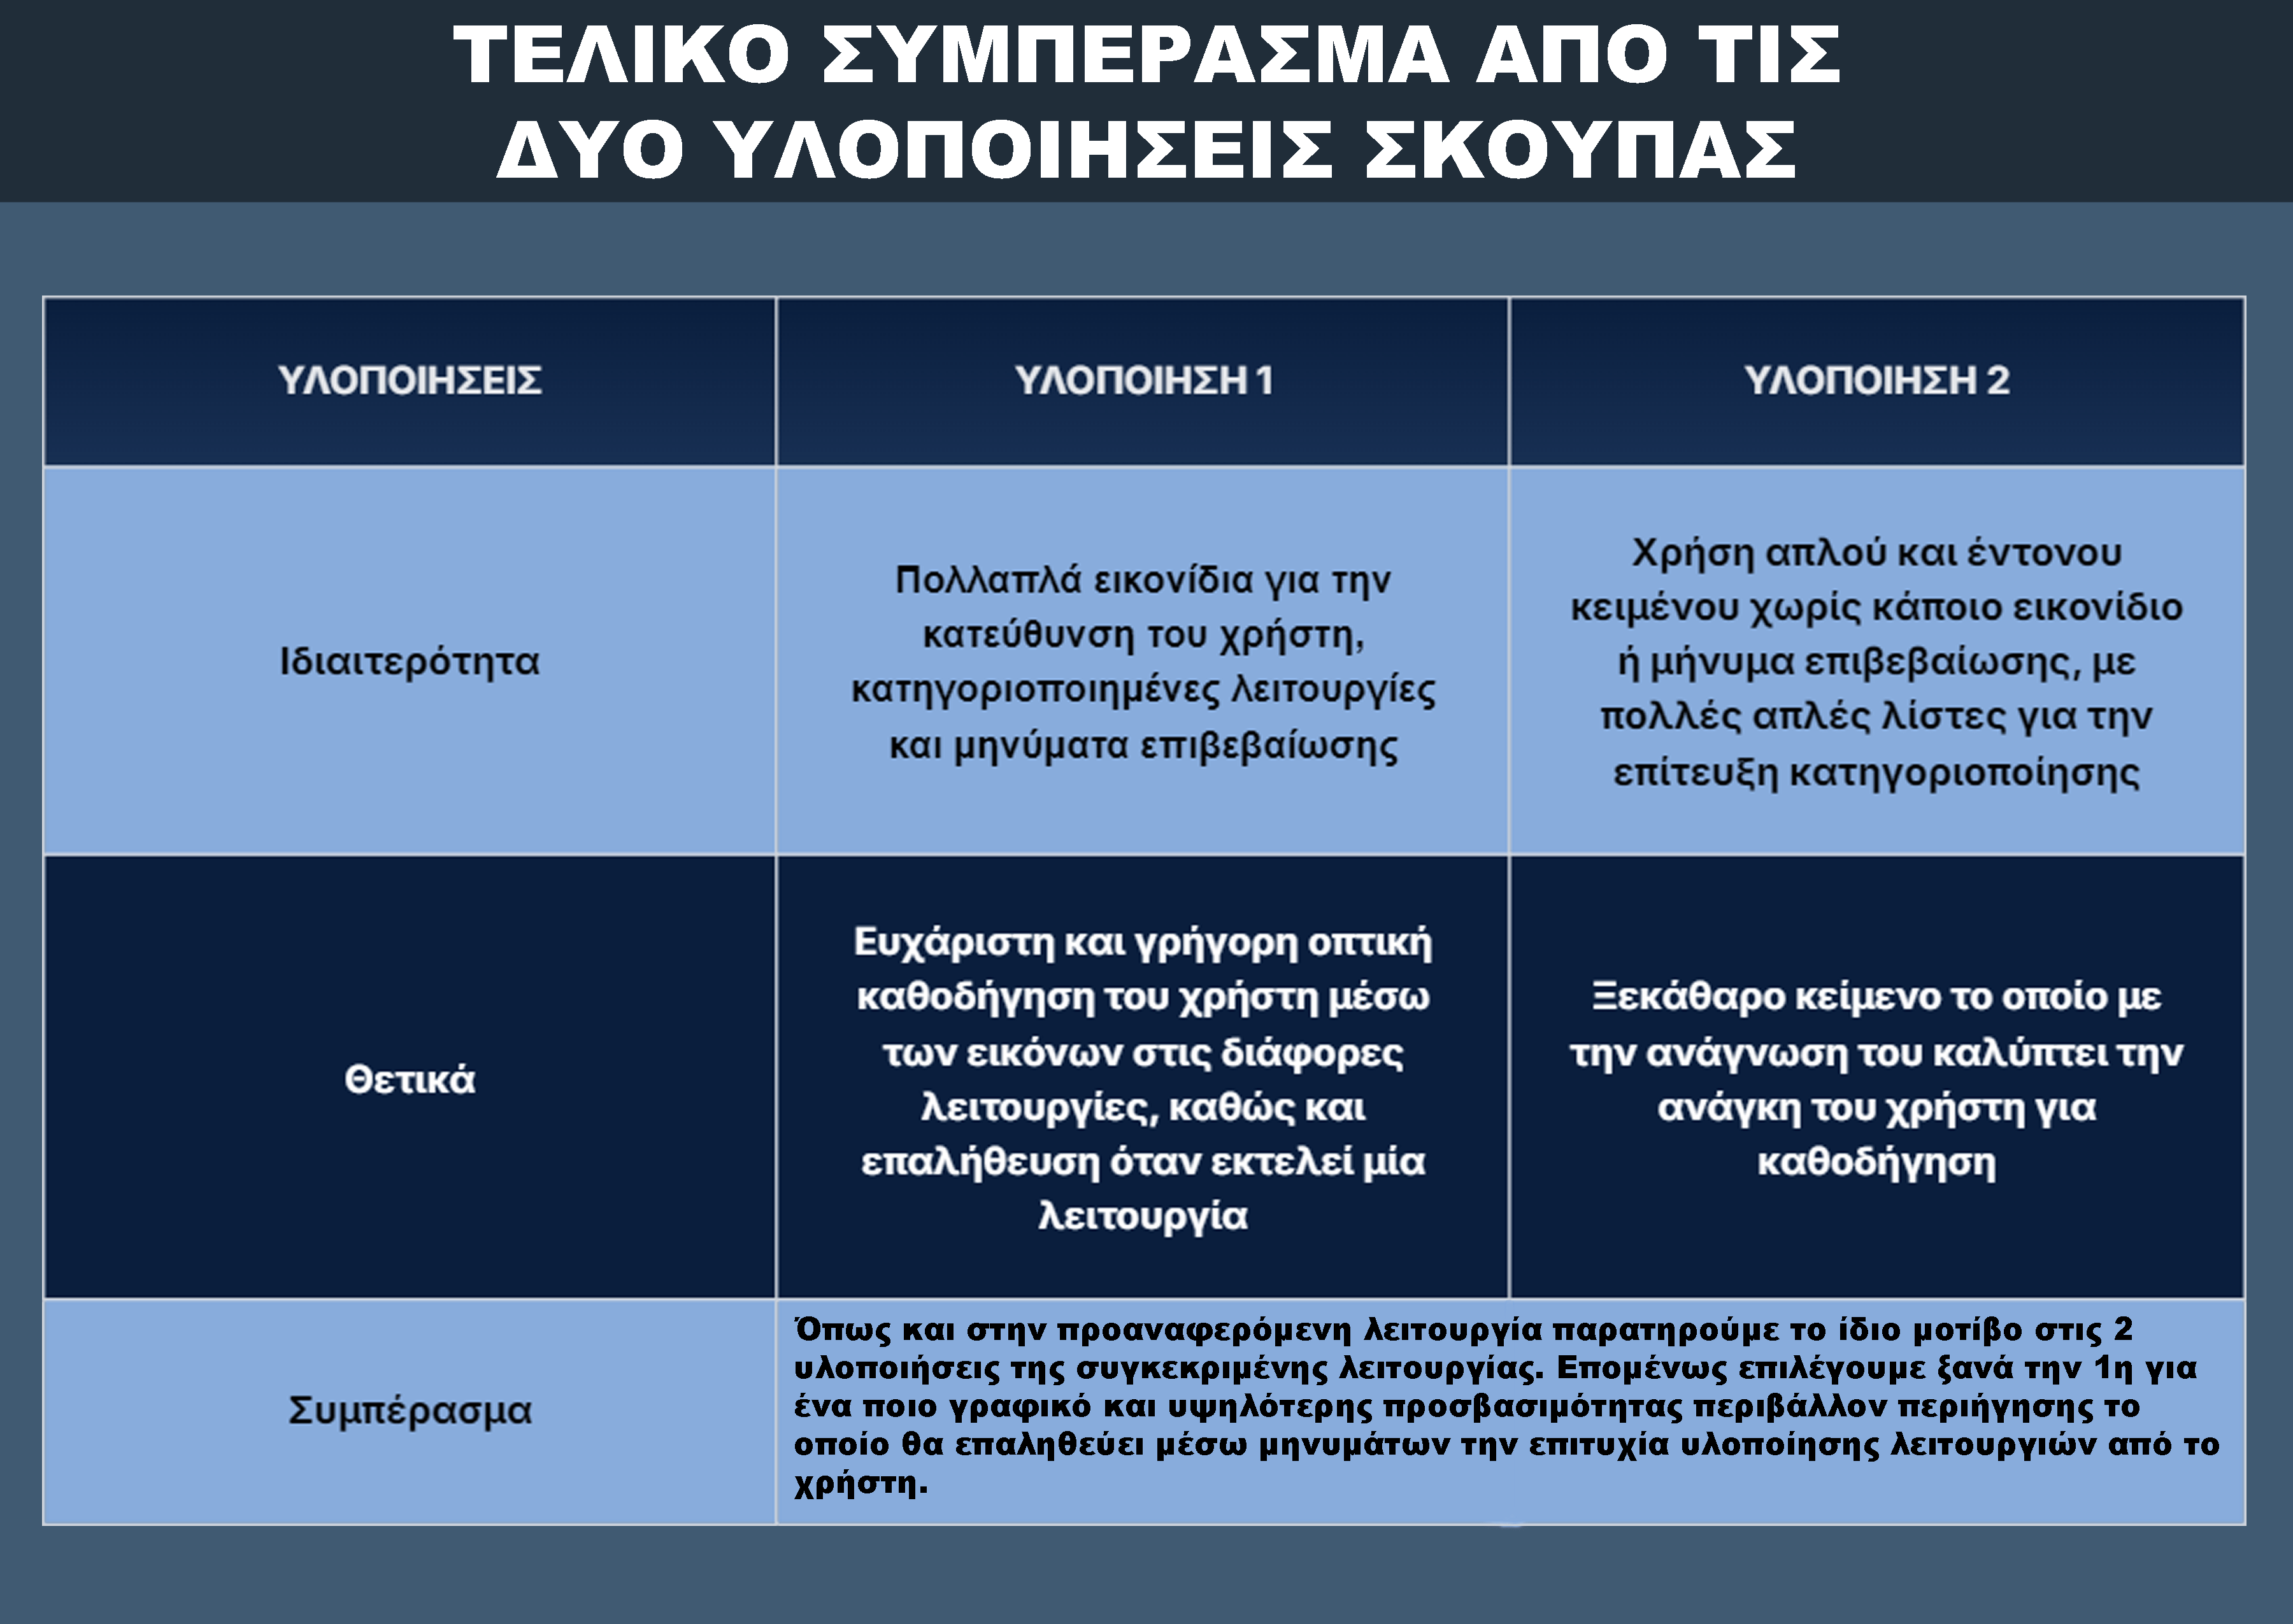 ΤΕΛΙΚΟ ΣΥΜΠΕΡΑΣΜΑ ΑΠΟ ΤΙΣ
ΔΥΟ ΥΛΟΠΟΙΗΣΕΙΣ ΣΚΟΥΠΑΣ
ΥΛΟΠΟΙΗΣΕΙΣ
ΥΛΟΠΟΙΗΣΗ 1
ΥΛΟΠΟΙΗΣΗ 2
Ιδιαιτερότητα
Πολλαπλά εικονίδια για την
κατεύθυνση του χρήστη,
κατηγοριοποιημένες λειτουργίες
και μηνύματα επιβεβαίωσης
Χρήση απλού και έντονου
κειμένου χωρίς κάποιο εικονίδιο
ή μήνυμα επιβεβαίωσης, με
πολλές απλές λίστες για την
επίτευξη κατηγοριοποίησης
Θετικά
Ευχάριστη και γρήγορη οπτική
καθοδήγηση του χρήστη μέσω
των εικόνων στις διάφορες
λειτουργίες, καθώς και
επαλήθευση όταν εκτελεί μία
λειτουργία
Ξεκάθαρο κείμενο το οποίο με
την ανάγνωση του καλύπτει την
ανάγκη του χρήστη για
καθοδήγηση
Συμπέρασμα
Όπως και στην προαναφερόμενη λειτουργία παρατηρούμε το ίδιο μοτίβο στις 2
υλοποιήσεις της συγκεκριμένης λειτουργίας. Επομένως επιλέγουμε ξανά την 1η για
ένα ποιο γραφικό και υψηλότερης προσβασιμότητας περιβάλλον περιήγησης το
οποίο θα επαληθεύει μέσω μηνυμάτων την επιτυχία υλοποίησης λειτουργιών από το
χρήστη.